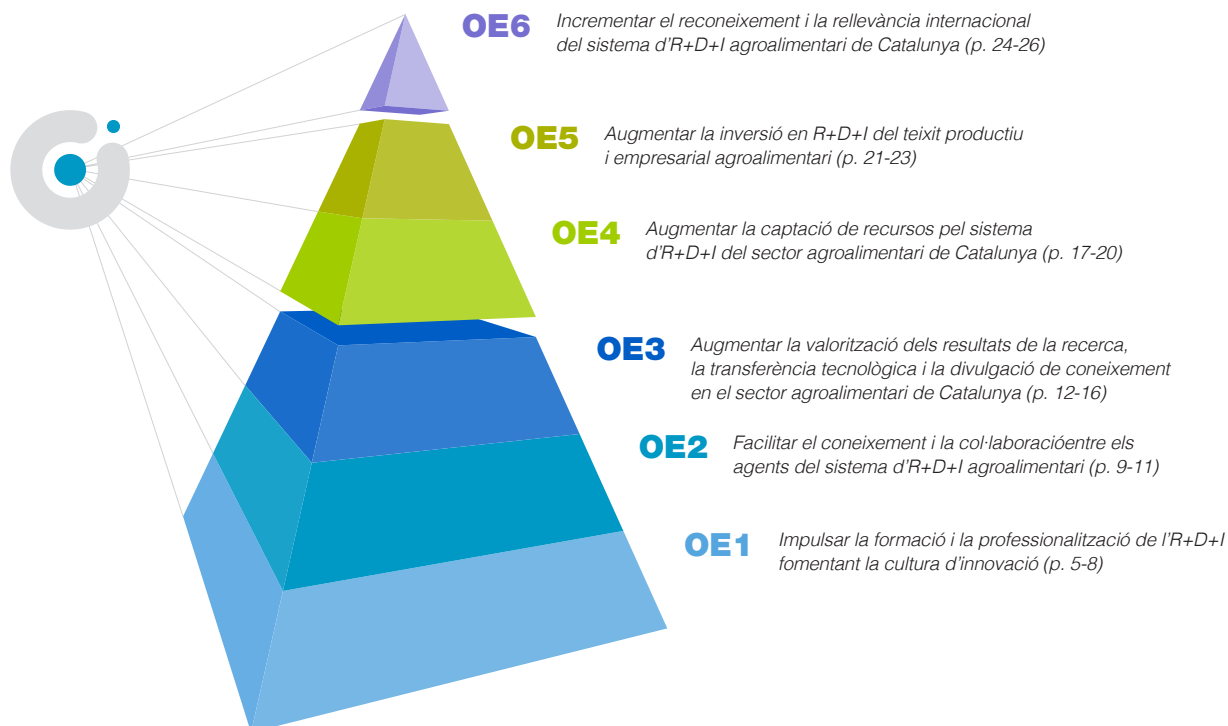 OE6 Incrementar el reconeixement i la rellevància internacional
del sistema d'R+D+I agroalimentari de Catalunya (p. 24-26)
OE5 Augmentar la inversió en R+D+I del teixit productiu
i empresarial agroalimentari (p. 21-23)
OE4 Augmentar la captació de recursos pel sistema
d'R+D+I del sector agroalimentari de Catalunya (p. 17-20)
OE3 Augmentar la valorització dels resultats de la recerca,
la transferència tecnològica i la divulgació de coneixement
en el sector agroalimentari de Catalunya (p. 12-16)
OE2 Facilitar el coneixement i la col·laboracióentre els
agents del sistema d'R+D+I agroalimentari (p. 9-11)
OE1 Impulsar la formació i la professionalització de l'R+D+I
fomentant la cultura d'innovació (p. 5-8)